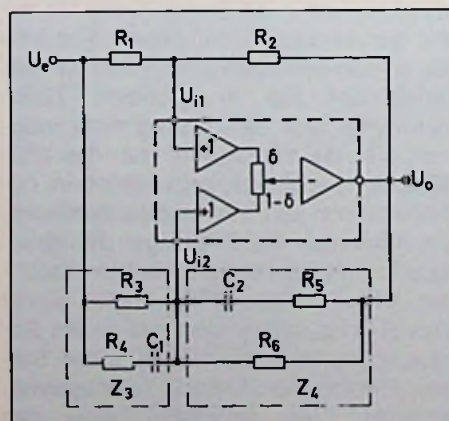 Ue R1 R2
Ui1
+1 δ
+1 1-δ Uo
Ui2
R3 C2 R5
R4 C1 R6
Z3 Z4